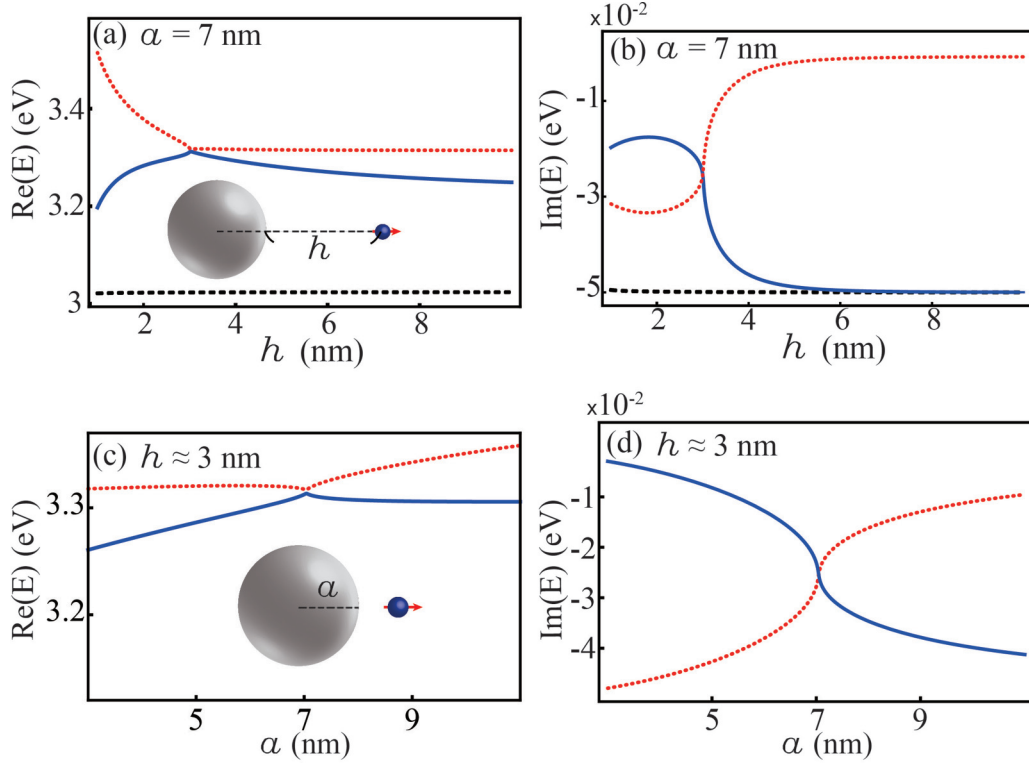 (a) a = 7 nm
Re(E) (eV)
3.4
3.2
3
h
2 4 6 8
h (nm)
×10⁻²
(b) a = 7 nm
Im(E) (eV)
-1
-3
-5
2 4 6 8
h (nm)
(c) h ≈ 3 nm
Re(E) (eV)
3.3
3.2
a
5 7 9
a (nm)
×10⁻²
(d) h ≈ 3 nm
Im(E) (eV)
-1
-2
-3
-4
5 7 9
a (nm)